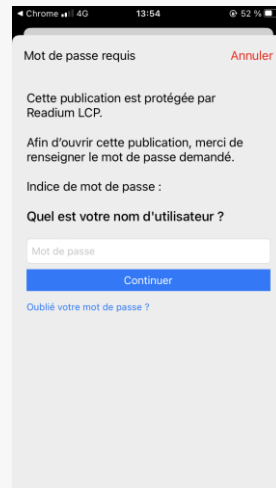 Chrome 4G 13:54 52 %
Mot de passe requis Annuler
Cette publication est protégée par
Readium LCP.
Afin d'ouvrir cette publication, merci de
renseigner le mot de passe demandé.
Indice de mot de passe :
Quel est votre nom d'utilisateur ?
Mot de passe
Continuer
Oublié votre mot de passe ?